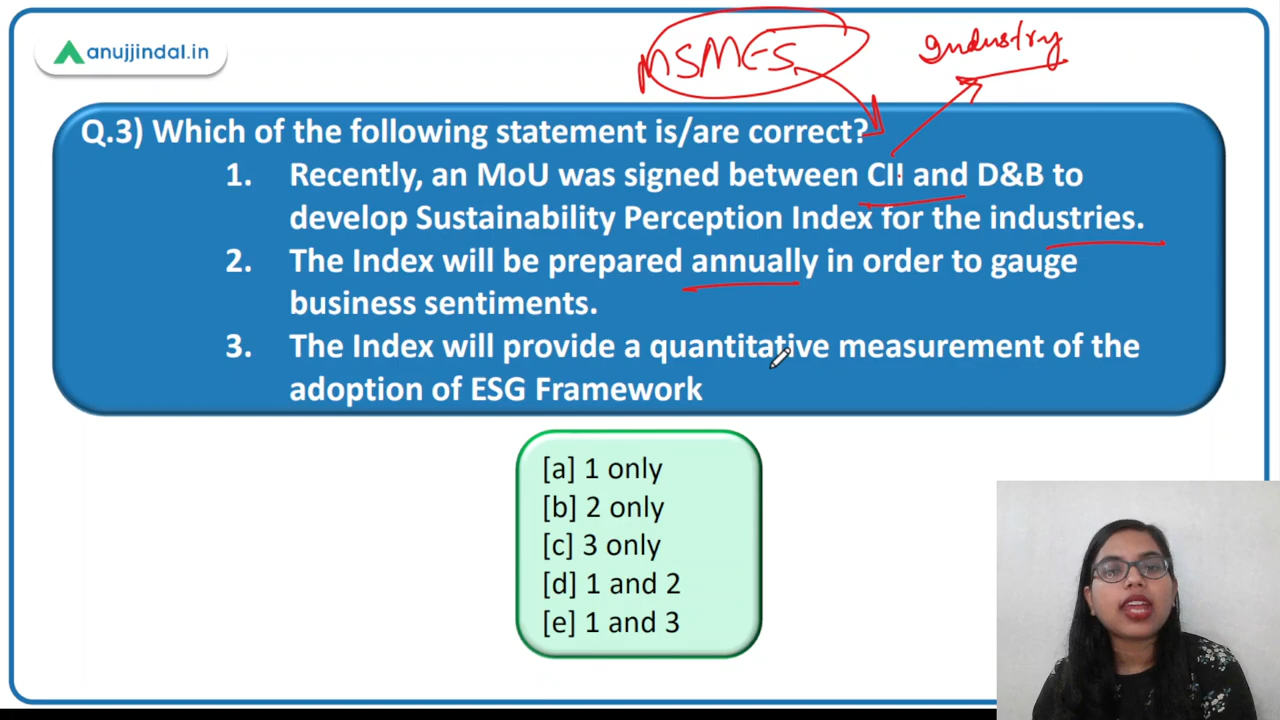 anujjindal.in
MSMES
Industry
Q.3) Which of the following statement is/are correct?
1. Recently, an MoU was signed between CII and D&B to
develop Sustainability Perception Index for the industries.
2. The Index will be prepared annually in order to gauge
business sentiments.
3. The Index will provide a quantitative measurement of the
adoption of ESG Framework
[a] 1 only
[b] 2 only
[c] 3 only
[d] 1 and 2
[e] 1 and 3